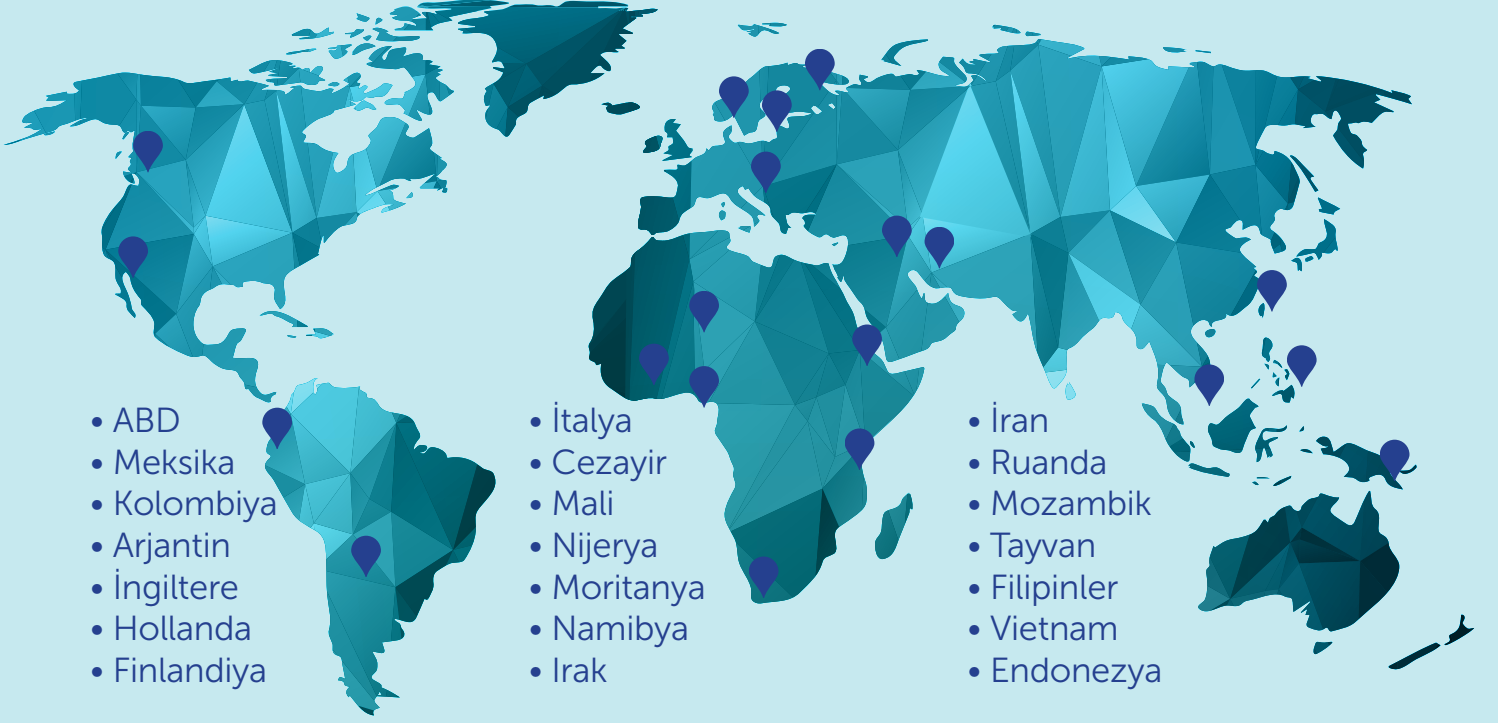 • ABD
• Meksika
• Kolombiya
• Arjantin
• İngiltere
• Hollanda
• Finlandiya
• İtalya
• Cezayir
• Mali
• Nijerya
• Moritanya
• Namibya
• Irak
• İran
• Ruanda
• Mozambik
• Tayvan
• Filipinler
• Vietnam
• Endonezya